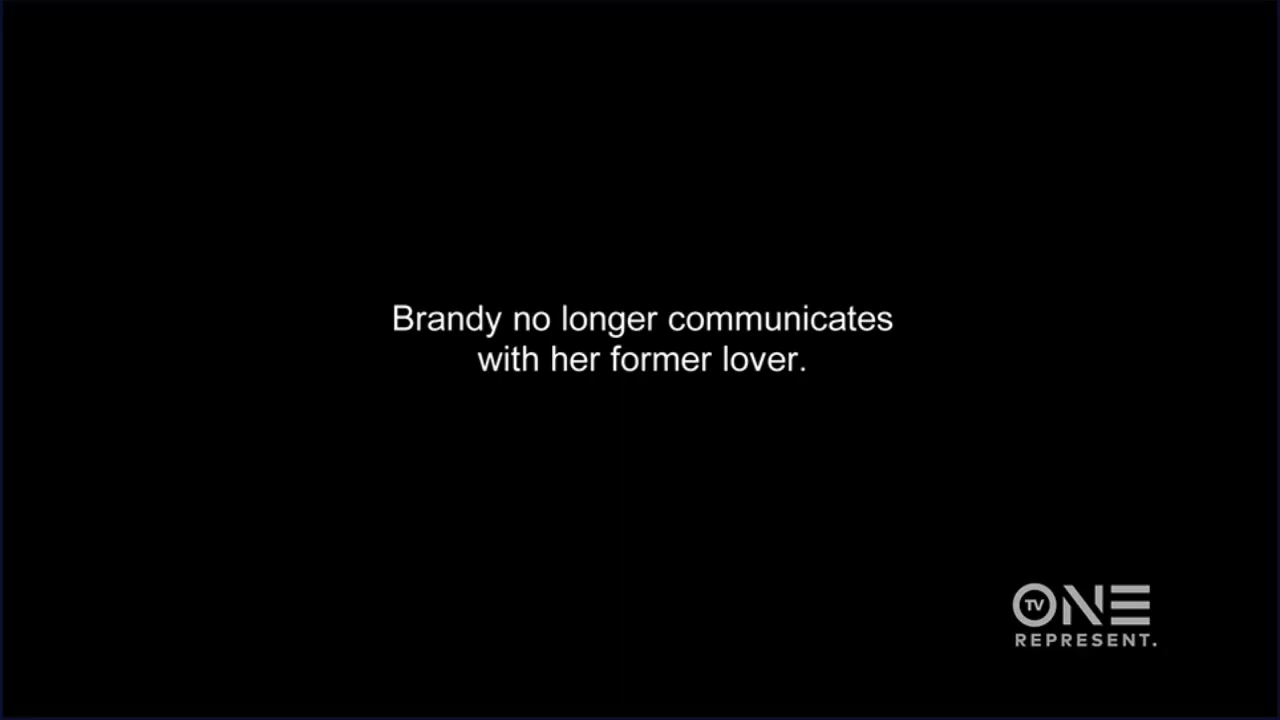 Brandy no longer communicates
with her former lover.
TV ONE
REPRESENT.